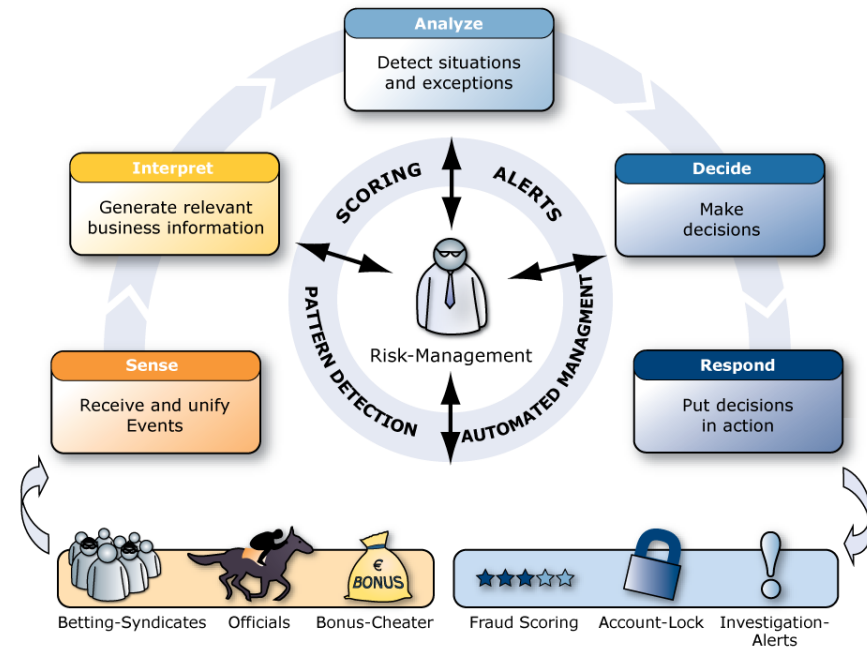 Analyze
Detect situations
and exceptions
Interpret
Generate relevant
business information
Decide
Make
decisions
SCORING
ALERTS
PATTERN DETECTION
AUTOMATED MANAGMENT
Risk-Management
Sense
Receive and unify
Events
Respond
Put decisions
in action
€
BONUS
Betting-Syndicates
Officials
Bonus-Cheater
Fraud Scoring
Account-Lock
Investigation-
Alerts